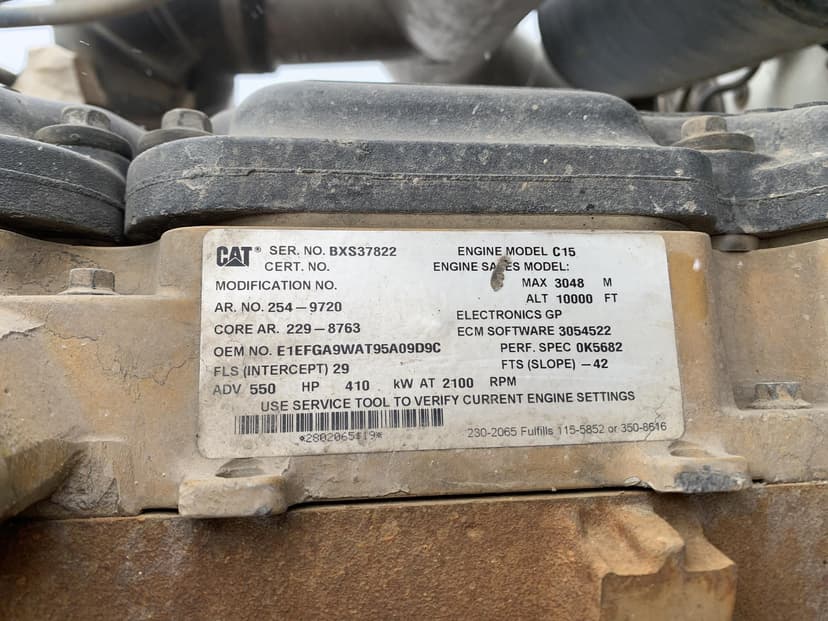 CAT® SER. NO. BXS37822 ENGINE MODEL C15
CERT. NO. ENGINE SALES MODEL:
MODIFICATION NO. MAX 3048 M
ALT 10000 FT
AR. NO. 254-9720 ELECTRONICS GP
CORE AR. 229-8763 ECM SOFTWARE 3054522
OEM NO. E1EFGA9WAT95A09D9C PERF. SPEC 0K5682
FLS (INTERCEPT) 29 FTS (SLOPE) -42
ADV 550 HP 410 kW AT 2100 RPM
USE SERVICE TOOL TO VERIFY CURRENT ENGINE SETTINGS
*2802065$19*
230-2065 Fulfills 115-5852 or 350-8616